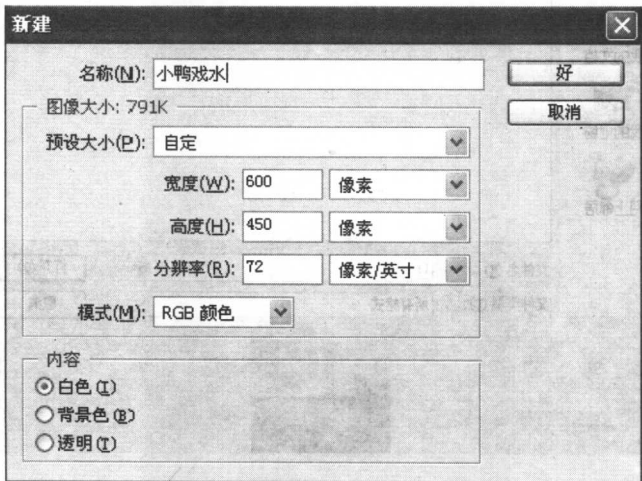 新建
名称(N): 小鸭戏水
好
图像大小: 791K
取消
预设大小(P): 自定
宽度(W): 600 像素
高度(H): 450 像素
分辨率(R): 72 像素/英寸
模式(M): RGB 颜色
内容
白色(I)
背景色(B)
透明(T)